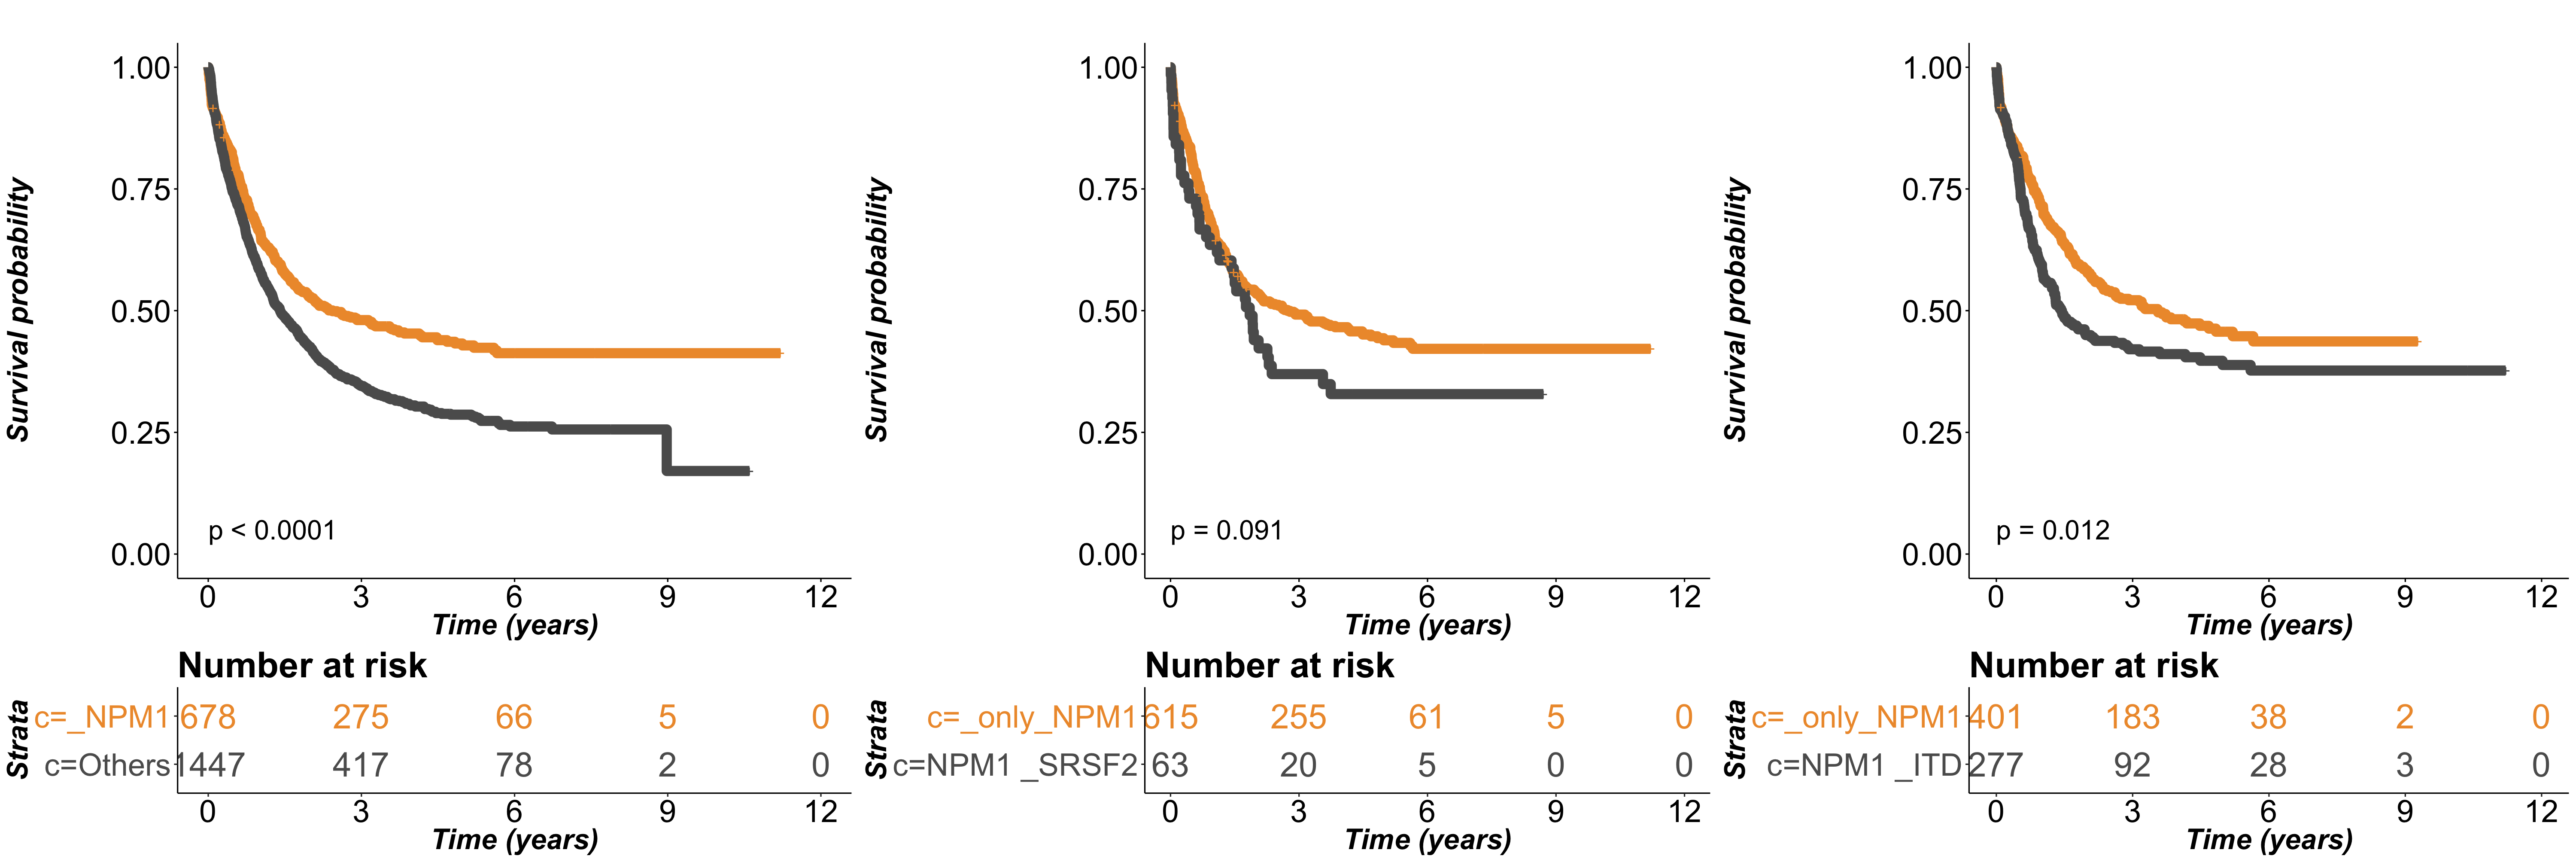 1.00
0.75
0.50
0.25
0.00
Survival probability
p < 0.0001
0 3 6 9 12
Time (years)
Number at risk
Strata
c=_NPM1 678 275 66 5 0
c=Others 1447 417 78 2 0
0 3 6 9 12
Time (years)
1.00
0.75
0.50
0.25
0.00
Survival probability
p = 0.091
0 3 6 9 12
Time (years)
Number at risk
Strata
c=_only_NPM1 615 255 61 5 0
c=NPM1 _SRSF2 63 20 5 0 0
0 3 6 9 12
Time (years)
1.00
0.75
0.50
0.25
0.00
Survival probability
p = 0.012
0 3 6 9 12
Time (years)
Number at risk
Strata
c=_only_NPM1 401 183 38 2 0
c=NPM1 _ITD 277 92 28 3 0
0 3 6 9 12
Time (years)